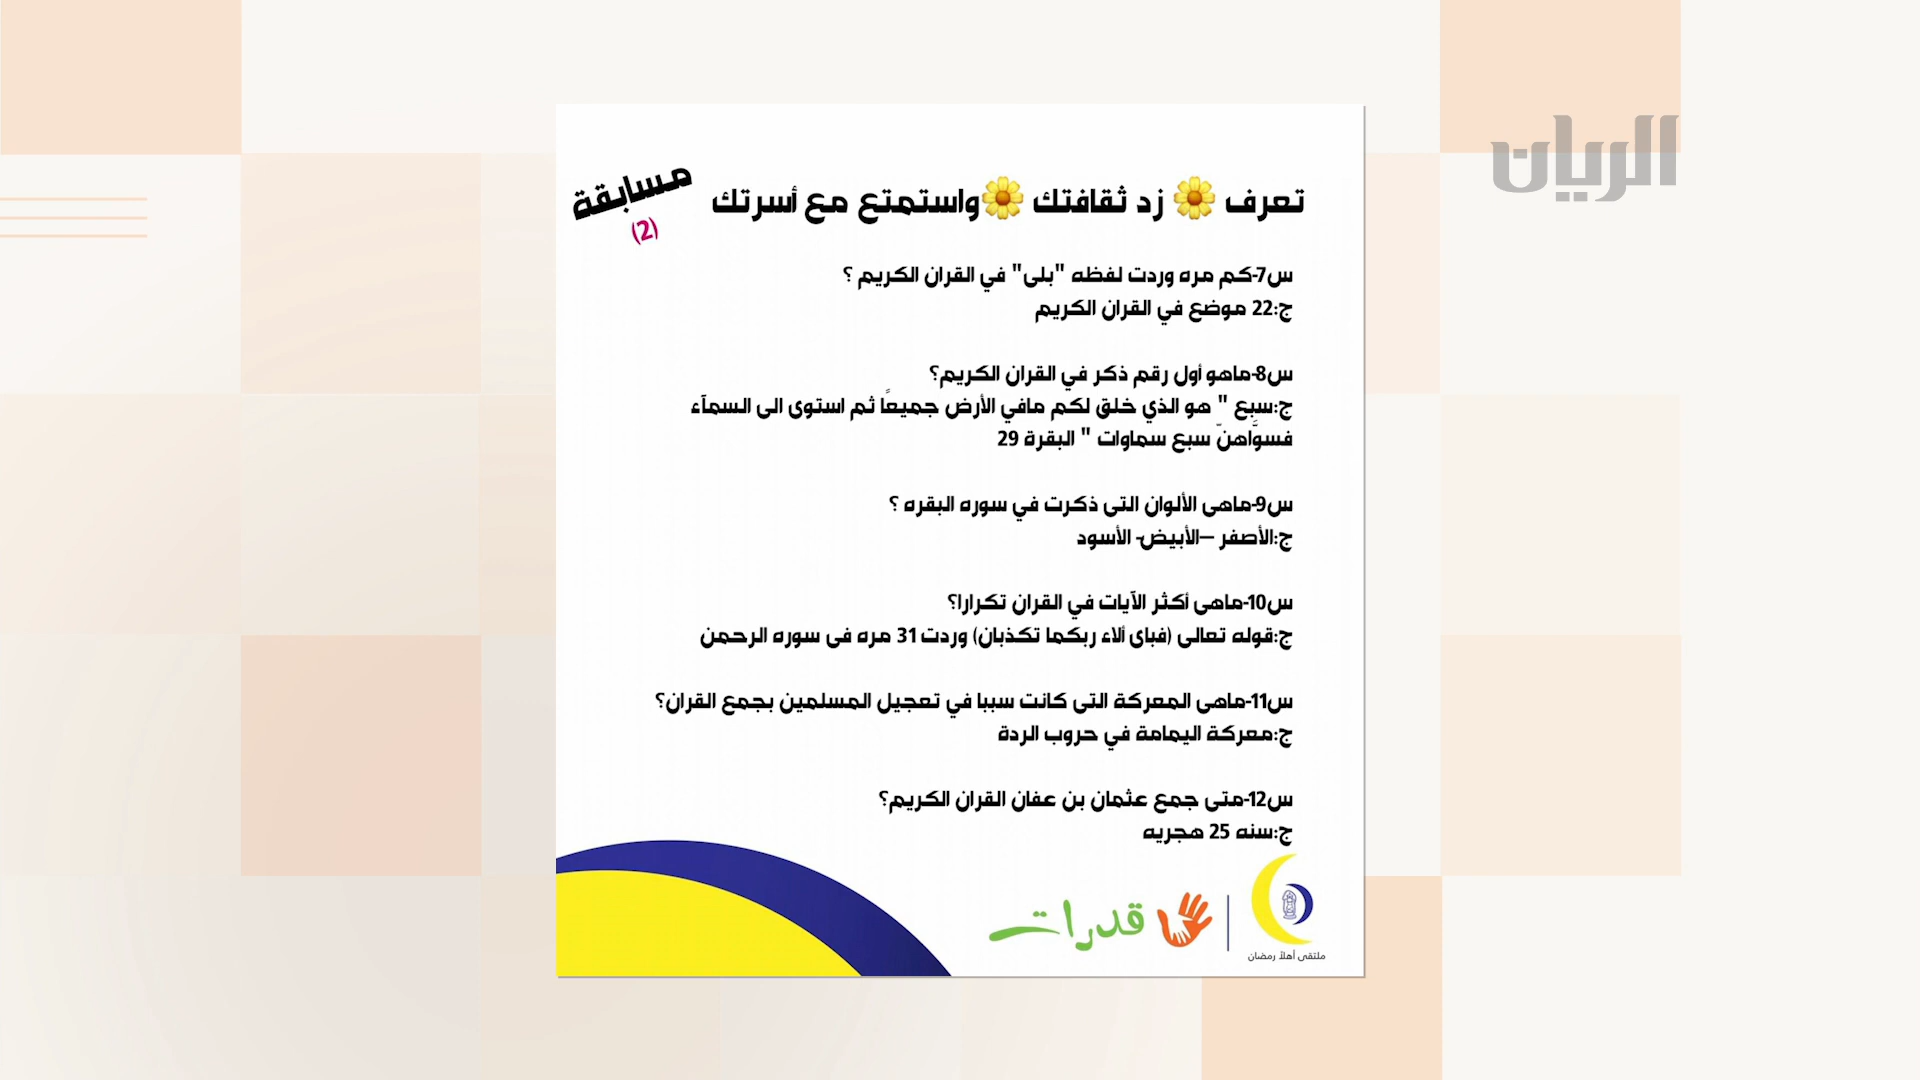 الريان
تعرف 🌼 زد ثقافتك 🌼واستمتع مع أسرتك
مسابقة
(2)
س7-كم مره وردت لفظه "بلى" في القران الكريم ؟
ج:22 موضع في القران الكريم
س8-ماهو أول رقم ذكر في القران الكريم؟
ج:سبع " هو الذي خلق لكم مافي الأرض جميعًا ثم استوى الى السمآء
فسوَّاهنّ سبع سماوات " البقرة 29
س9-ماهى الألوان التى ذكرت في سوره البقره ؟
ج:الأصفر –الأبيض- الأسود
س10-ماهى أكثر الآيات في القران تكرارا؟
ج:قوله تعالى (فباى ألاء ربكما تكذبان) وردت 31 مره فى سوره الرحمن
س11-ماهى المعركة التى كانت سببا في تعجيل المسلمين بجمع القران؟
ج:معركة اليمامة في حروب الردة
س12-متى جمع عثمان بن عفان القران الكريم؟
ج:سنه 25 هجريه
قدرات
ملتقى أهلاً رمضان